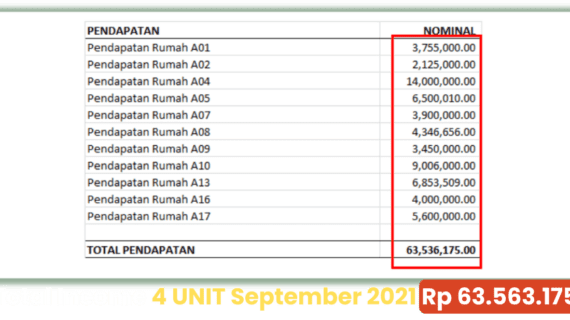 PENDAPATAN NOMINAL
Pendapatan Rumah A01 3,755,000.00
Pendapatan Rumah A02 2,125,000.00
Pendapatan Rumah A04 14,000,000.00
Pendapatan Rumah A05 6,500,010.00
Pendapatan Rumah A07 3,900,000.00
Pendapatan Rumah A08 4,346,656.00
Pendapatan Rumah A09 3,450,000.00
Pendapatan Rumah A10 9,006,000.00
Pendapatan Rumah A13 6,853,509.00
Pendapatan Rumah A16 4,000,000.00
Pendapatan Rumah A17 5,600,000.00
TOTAL PENDAPATAN 63,536,175.00
4 UNIT September 2021 Rp 63.563.175